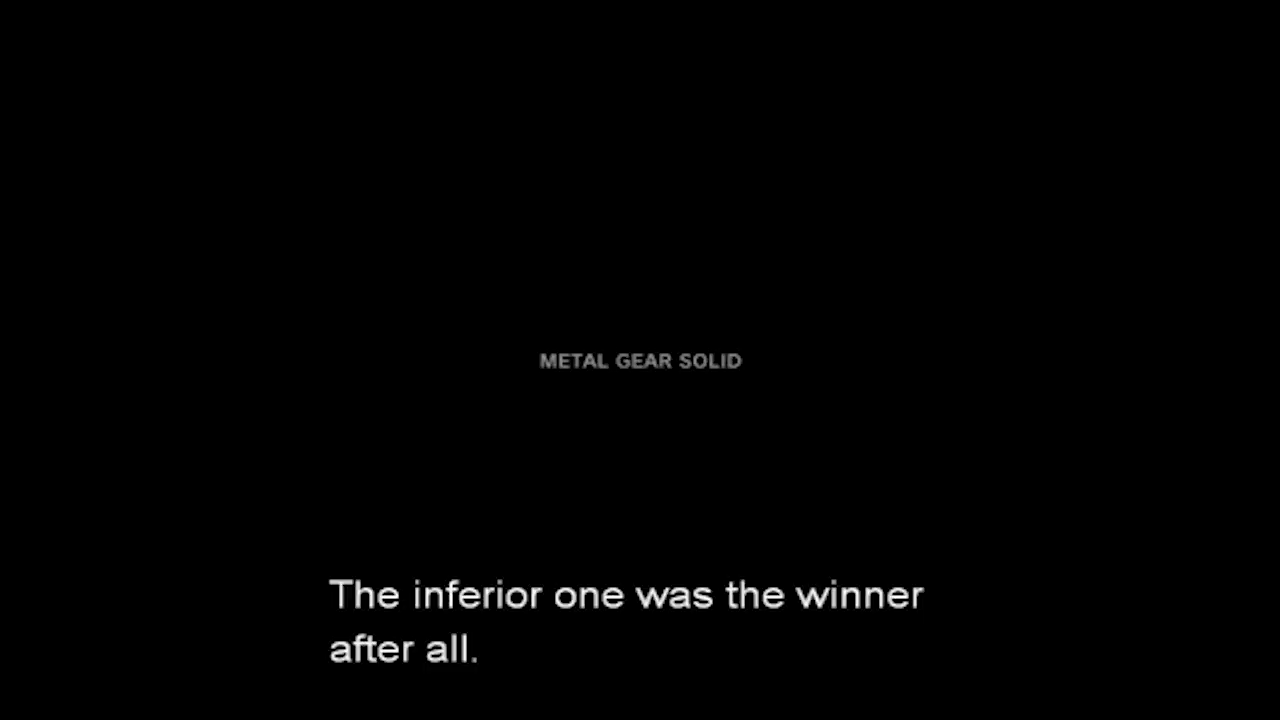 METAL GEAR SOLID
The inferior one was the winner
after all.